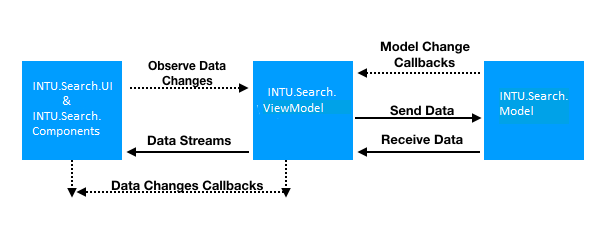 Model Change
Callbacks
Observe Data
Changes
INTU.Search.UI
&
INTU.Search.
Components
INTU.Search.
ViewModel
INTU.Search.
Model
Send Data
Data Streams
Receive Data
Data Changes Callbacks